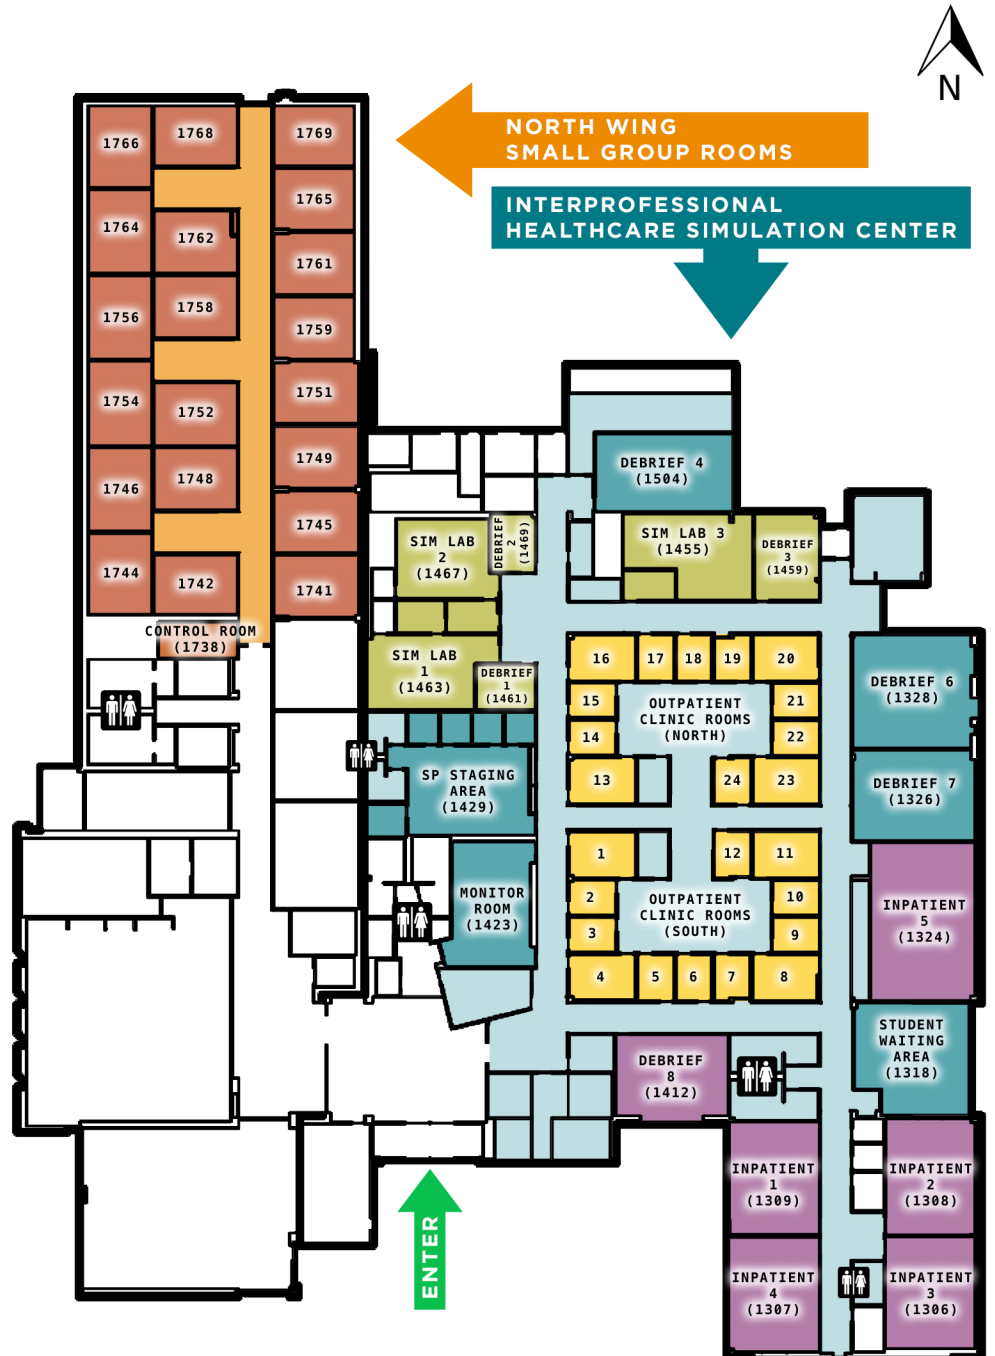 N
NORTH WING
SMALL GROUP ROOMS
INTERPROFESSIONAL
HEALTHCARE SIMULATION CENTER
1766
1768
1769
1764
1762
1765
1761
1756
1758
1759
1754
1752
1751
1746
1748
1749
1745
1744
1742
1741
CONTROL ROOM
(1738)
DEBRIEF 4
(1504)
SIM LAB
2
(1467)
DEBRIEF
2
(1469)
SIM LAB 3
(1455)
DEBRIEF
3
(1459)
SIM LAB
1
(1463)
DEBRIEF
1
(1461)
SP STAGING
AREA
(1429)
MONITOR
ROOM
(1423)
16
17
18
19
20
15
21
14
22
13
24
23
OUTPATIENT
CLINIC ROOMS
(NORTH)
1
12
11
2
10
3
9
4
5
6
7
8
OUTPATIENT
CLINIC ROOMS
(SOUTH)
DEBRIEF 6
(1328)
DEBRIEF 7
(1326)
INPATIENT
5
(1324)
STUDENT
WAITING
AREA
(1318)
DEBRIEF
8
(1412)
INPATIENT
1
(1309)
INPATIENT
2
(1308)
INPATIENT
4
(1307)
INPATIENT
3
(1306)
ENTER